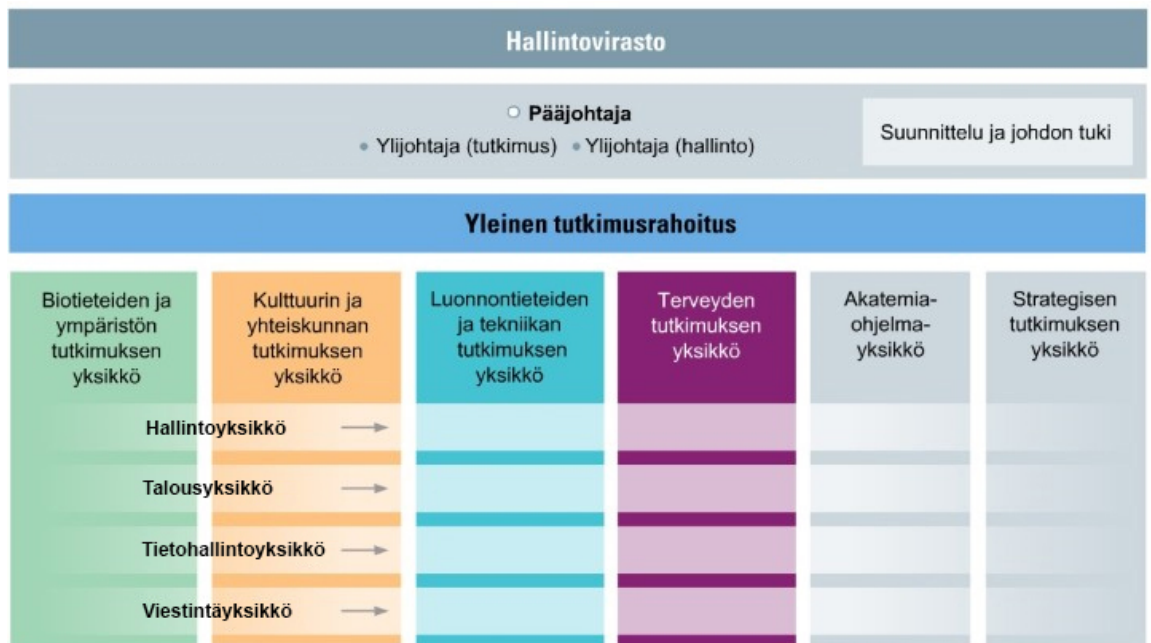 Hallintovirasto
Pääjohtaja
Ylijohtaja (tutkimus) Ylijohtaja (hallinto)
Suunnittelu ja johdon tuki
Yleinen tutkimusrahoitus
Biotieteiden ja
ympäristön
tutkimuksen
yksikkö
Kulttuurin ja
yhteiskunnan
tutkimuksen
yksikkö
Luonnontieteiden
ja tekniikan
tutkimuksen
yksikkö
Terveyden
tutkimuksen
yksikkö
Akatemia-
ohjelma-
yksikkö
Strategisen
tutkimuksen
yksikkö
Hallintoyksikkö
Talousyksikkö
Tietohallintoyksikkö
Viestintäyksikkö